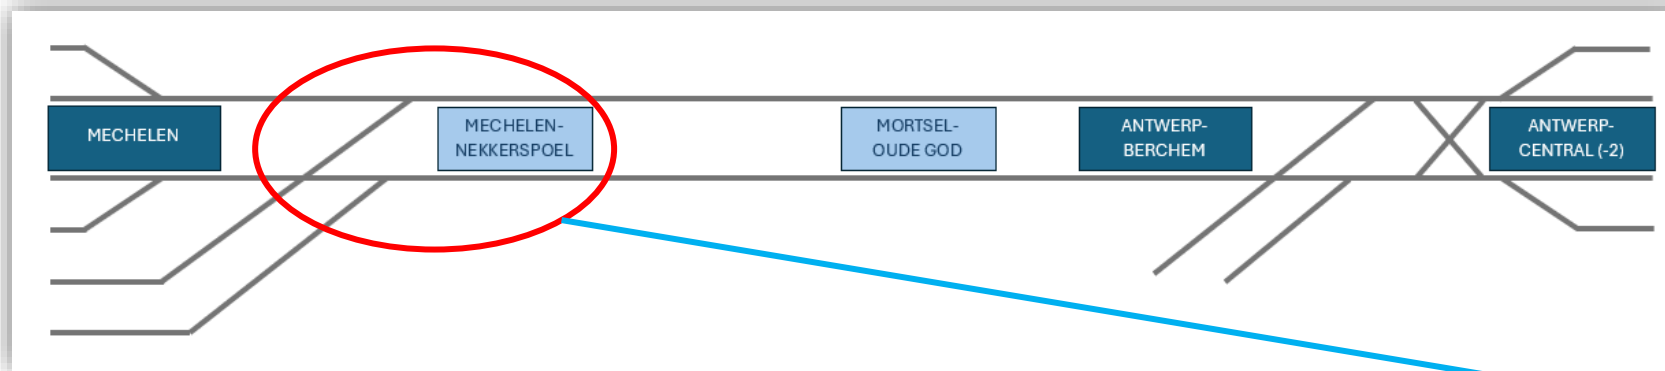 MECHELEN
MECHELEN-
NEKKERSPOEL
MORTSEL-
OUDE GOD
ANTWERP-
BERCHEM
ANTWERP-
CENTRAL (-2)